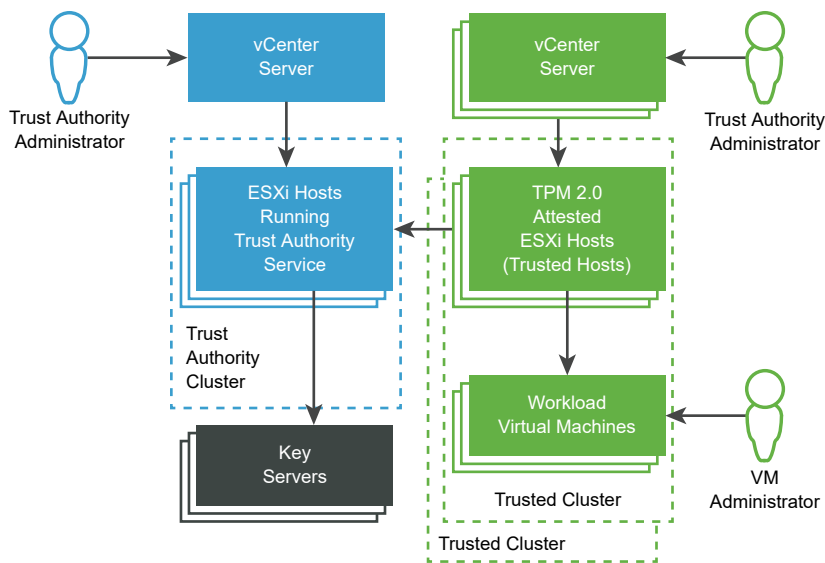 Trust Authority
Administrator
vCenter
Server
vCenter
Server
Trust Authority
Administrator
ESXi Hosts
Running
Trust Authority
Service
TPM 2.0
Attested
ESXi Hosts
(Trusted Hosts)
Trust
Authority
Cluster
Workload
Virtual Machines
Key
Servers
VM
Administrator
Trusted Cluster
Trusted Cluster